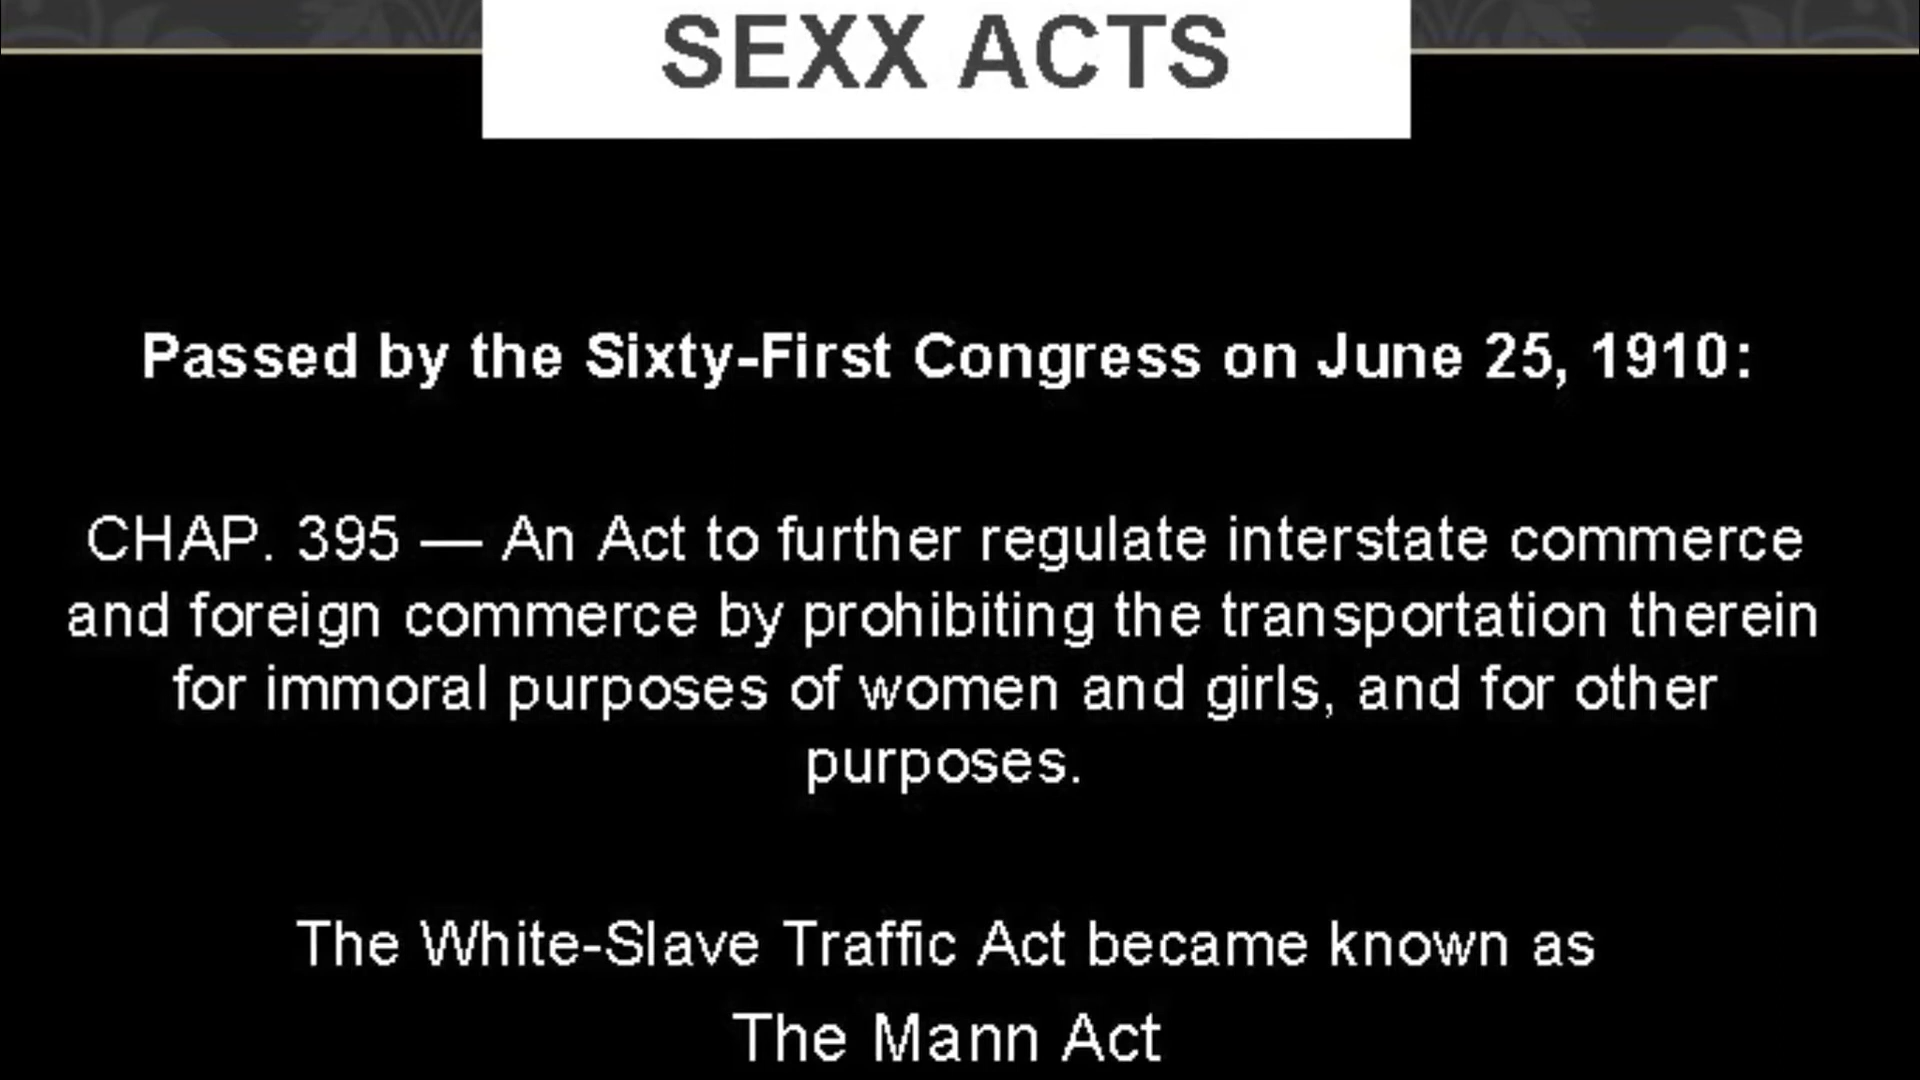 SEXX ACTS
Passed by the Sixty-First Congress on June 25, 1910:
CHAP. 395 — An Act to further regulate interstate commerce
and foreign commerce by prohibiting the transportation therein
for immoral purposes of women and girls, and for other
purposes.
The White-Slave Traffic Act became known as
The Mann Act